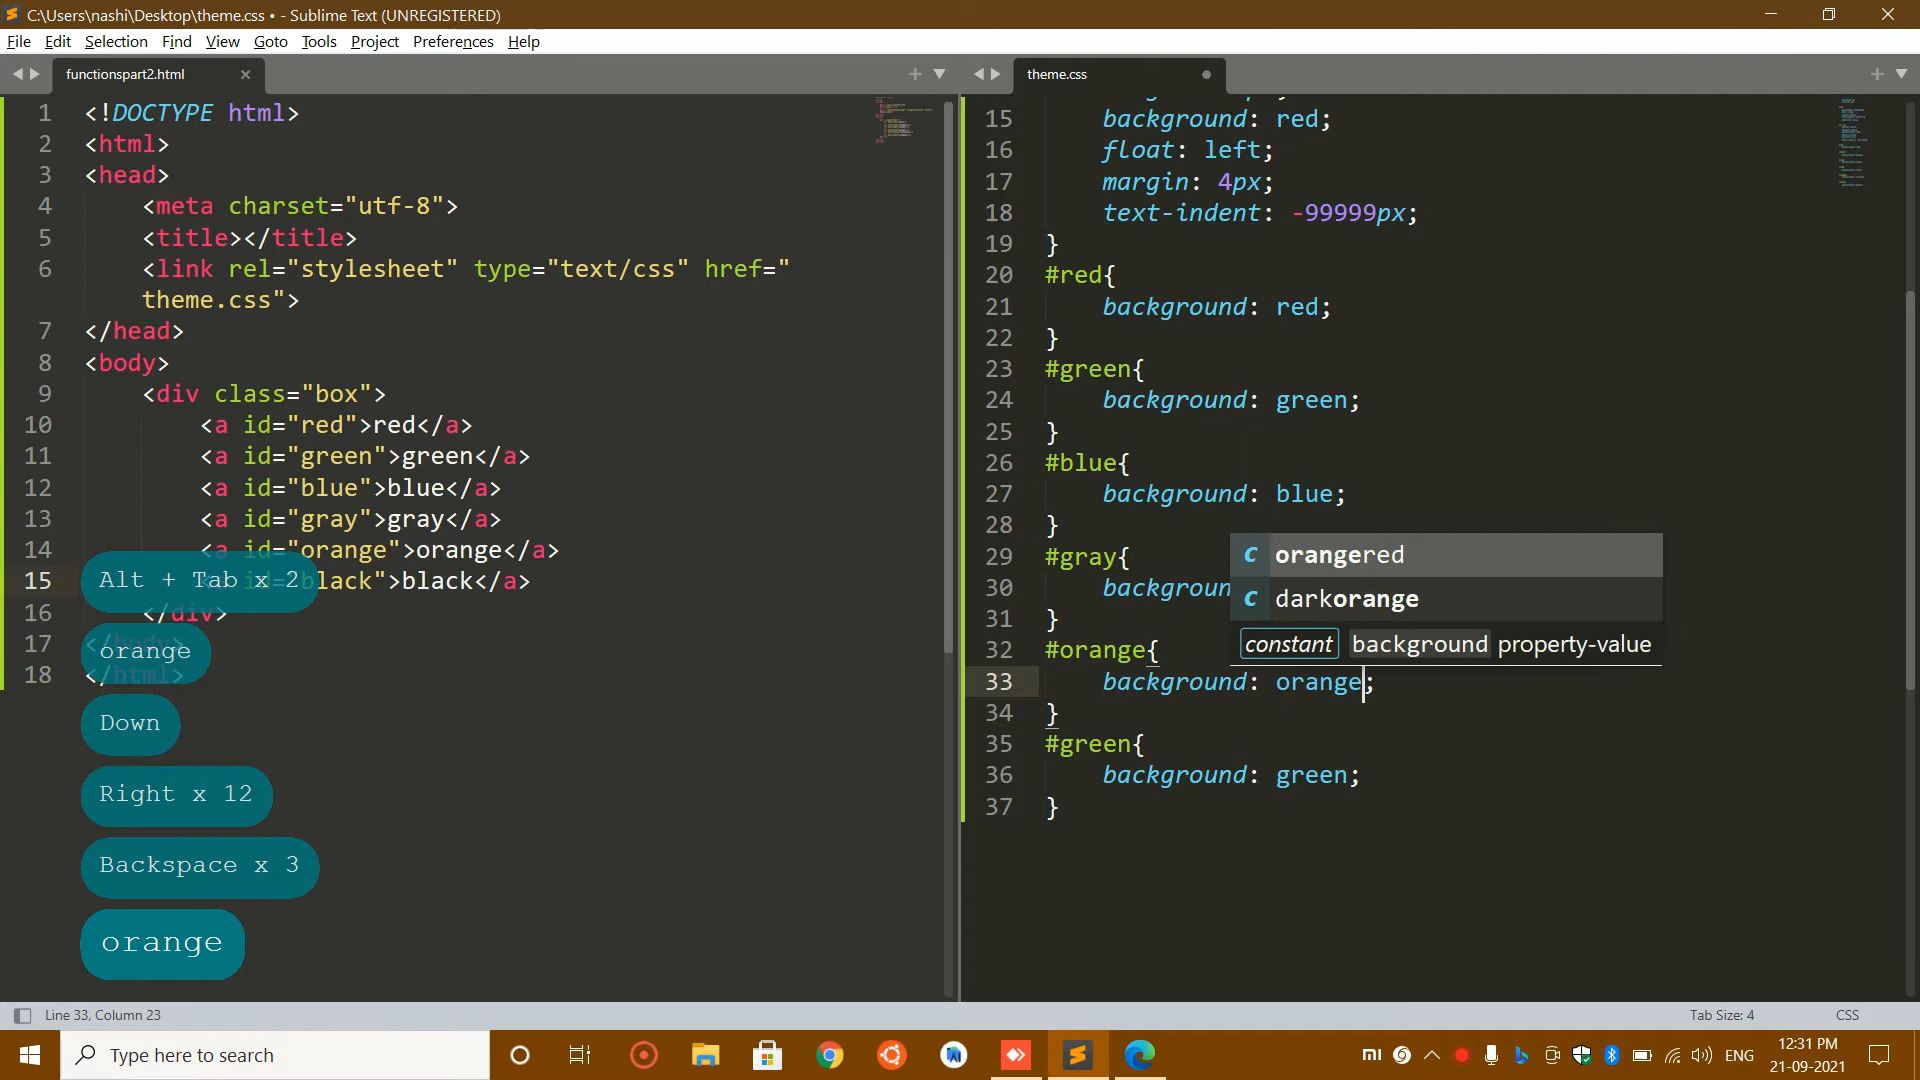 C:\Users\nashi\Desktop\theme.css • - Sublime Text (UNREGISTERED)
File Edit Selection Find View Goto Tools Project Preferences Help
functionspart2.html
1 <!DOCTYPE html>
2 <html>
3 <head>
4 <meta charset="utf-8">
5 <title></title>
6 <link rel="stylesheet" type="text/css" href="
theme.css">
7 </head>
8 <body>
9 <div class="box">
10 <a id="red">red</a>
11 <a id="green">green</a>
12 <a id="blue">blue</a>
13 <a id="gray">gray</a>
14 <a id="orange">orange</a>
15 <a id="black">black</a>
16 </div>
17 </body>
18 </html>
Alt + Tab x 2
orange
Down
Right x 12
Backspace x 3
orange
theme.css
15 background: red;
16 float: left;
17 margin: 4px;
18 text-indent: -99999px;
19 }
20 #red{
21 background: red;
22 }
23 #green{
24 background: green;
25 }
26 #blue{
27 background: blue;
28 }
29 #gray{
30 backgroun
31 }
32 #orange{
33 background: orange;
34 }
35 #green{
36 background: green;
37 }
c orangered
c darkorange
constant background property-value
Line 33, Column 23
Tab Size: 4
CSS
Type here to search
ENG
12:31 PM
21-09-2021